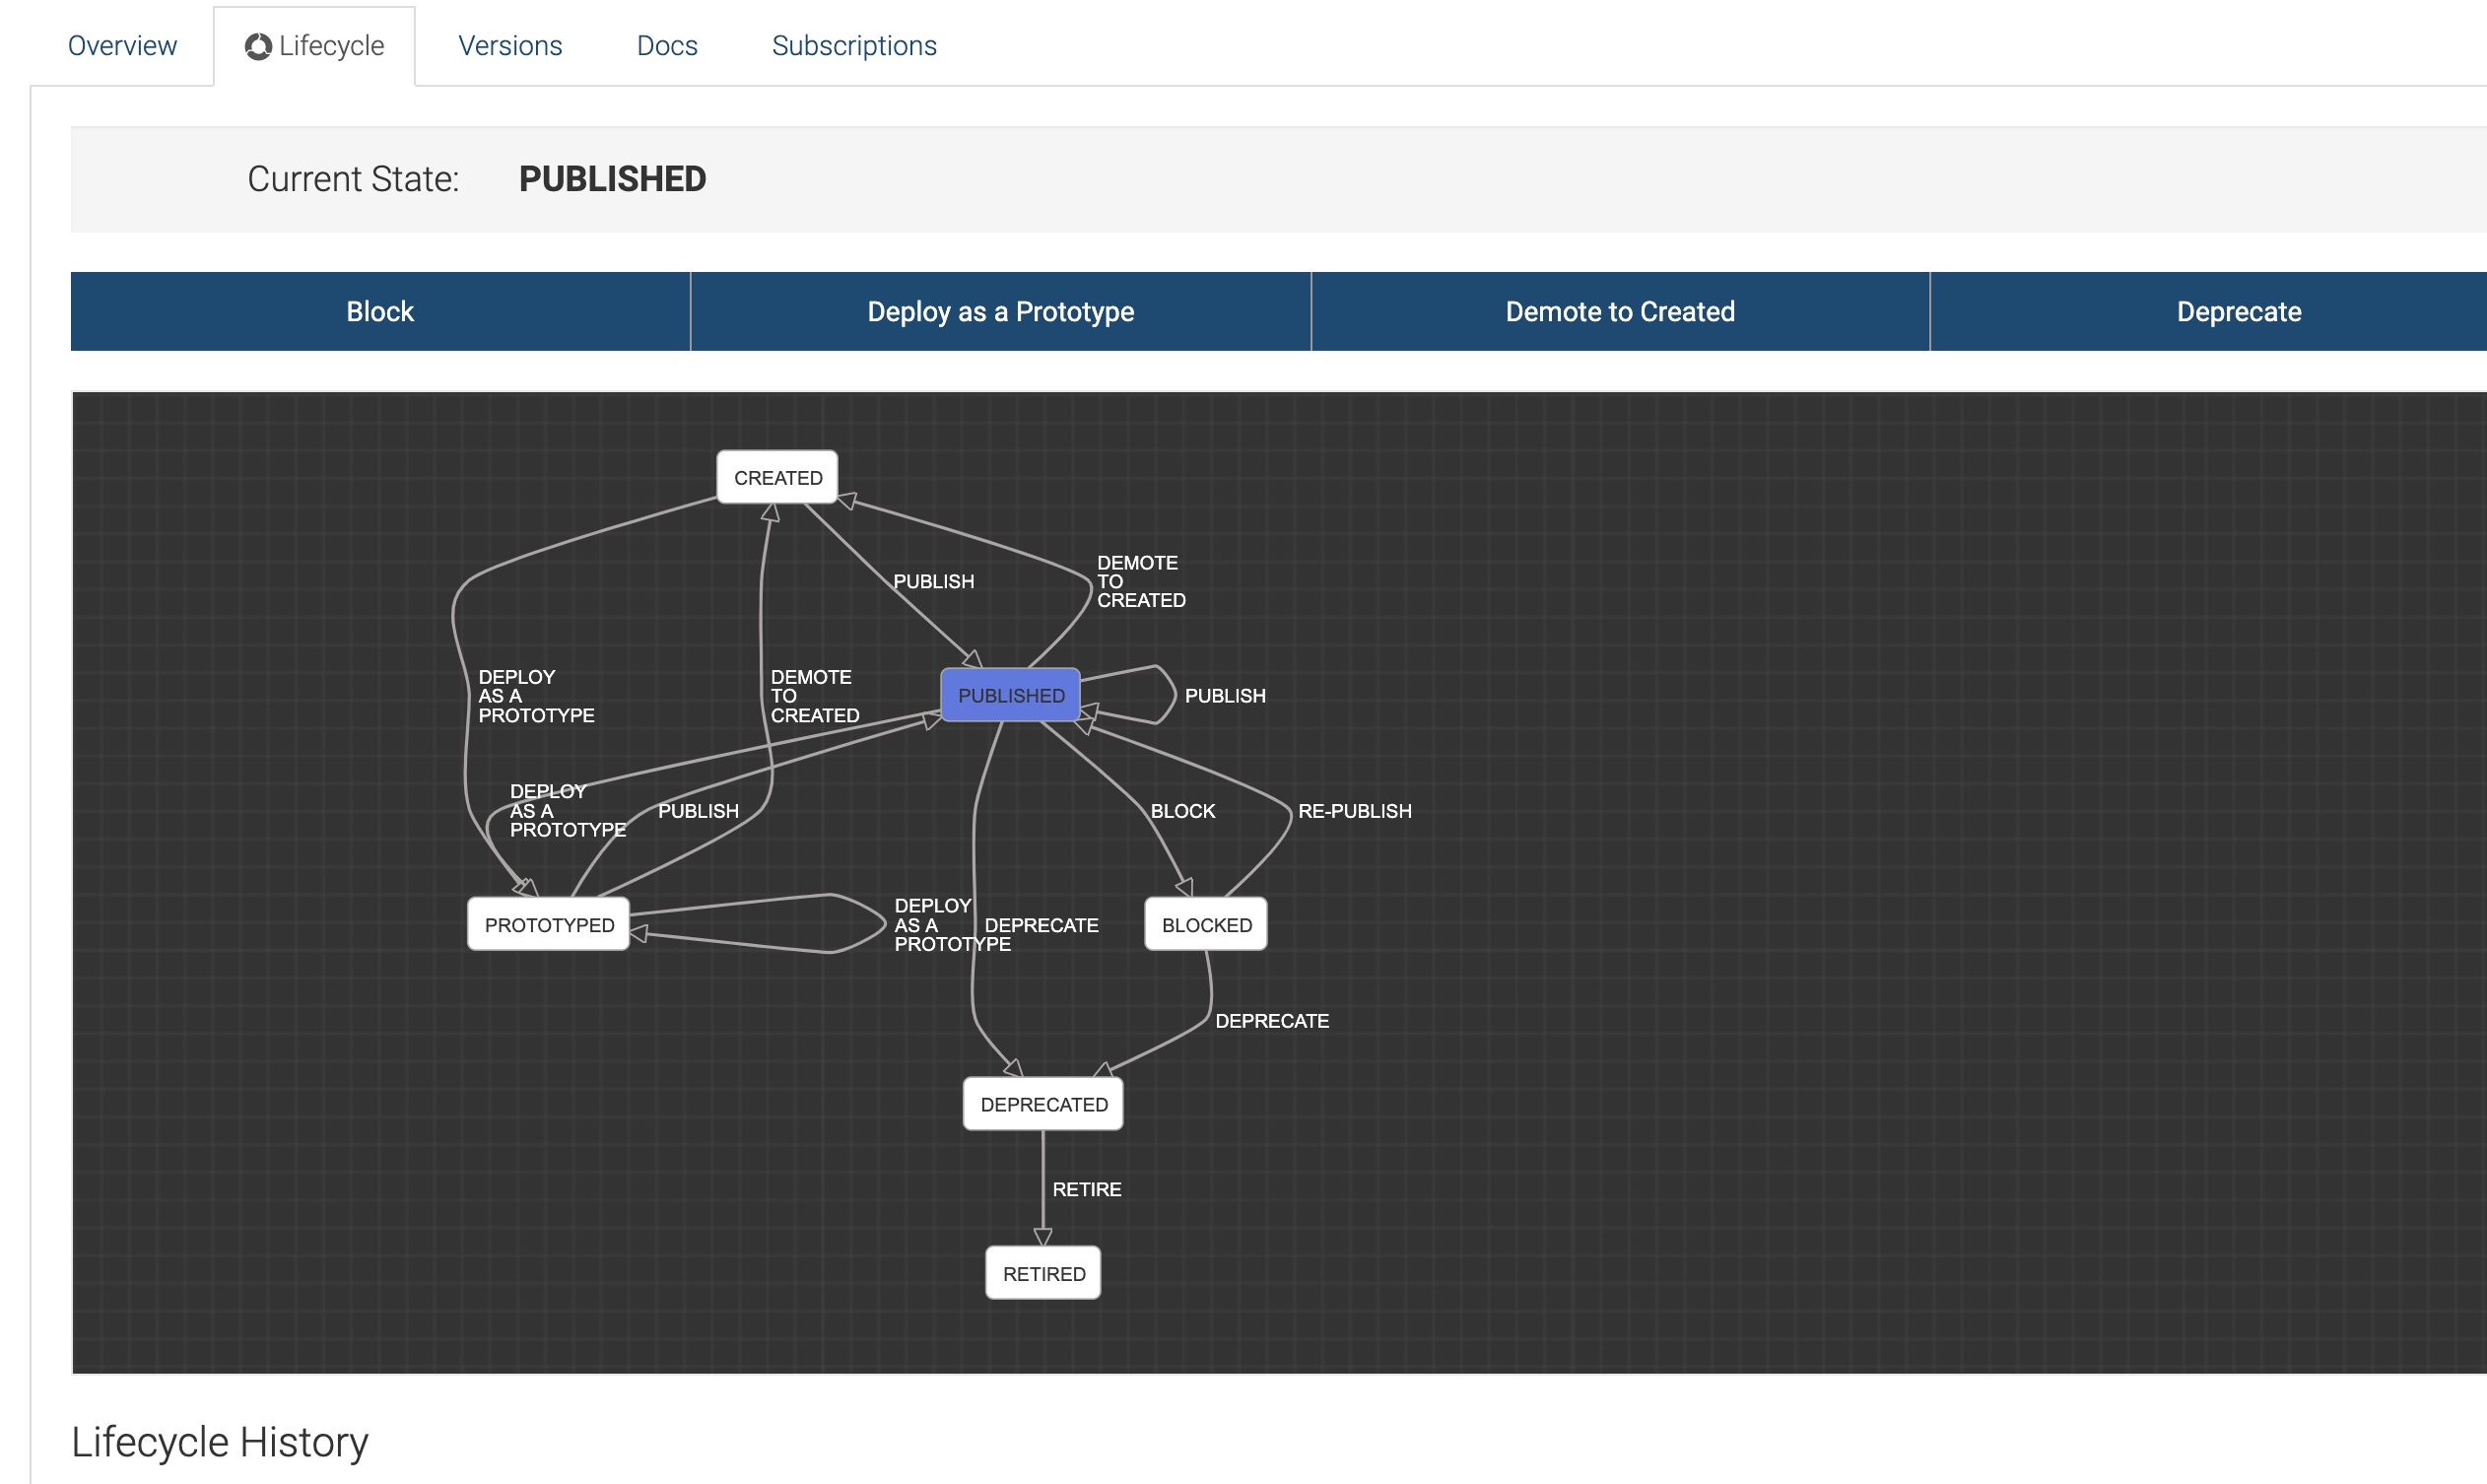 Overview
Lifecycle
Versions
Docs
Subscriptions
Current State: PUBLISHED
Block
Deploy as a Prototype
Demote to Created
Deprecate
CREATED
PUBLISH
DEMOTE
TO
CREATED
DEPLOY
AS A
PROTOTYPE
DEMOTE
TO
CREATED
PUBLISHED
PUBLISH
DEPLOY
AS A
PROTOTYPE
PUBLISH
BLOCK
RE-PUBLISH
PROTOTYPED
DEPLOY
AS A
PROTOTYPE
DEPRECATE
BLOCKED
DEPRECATE
DEPRECATED
RETIRE
RETIRED
Lifecycle History